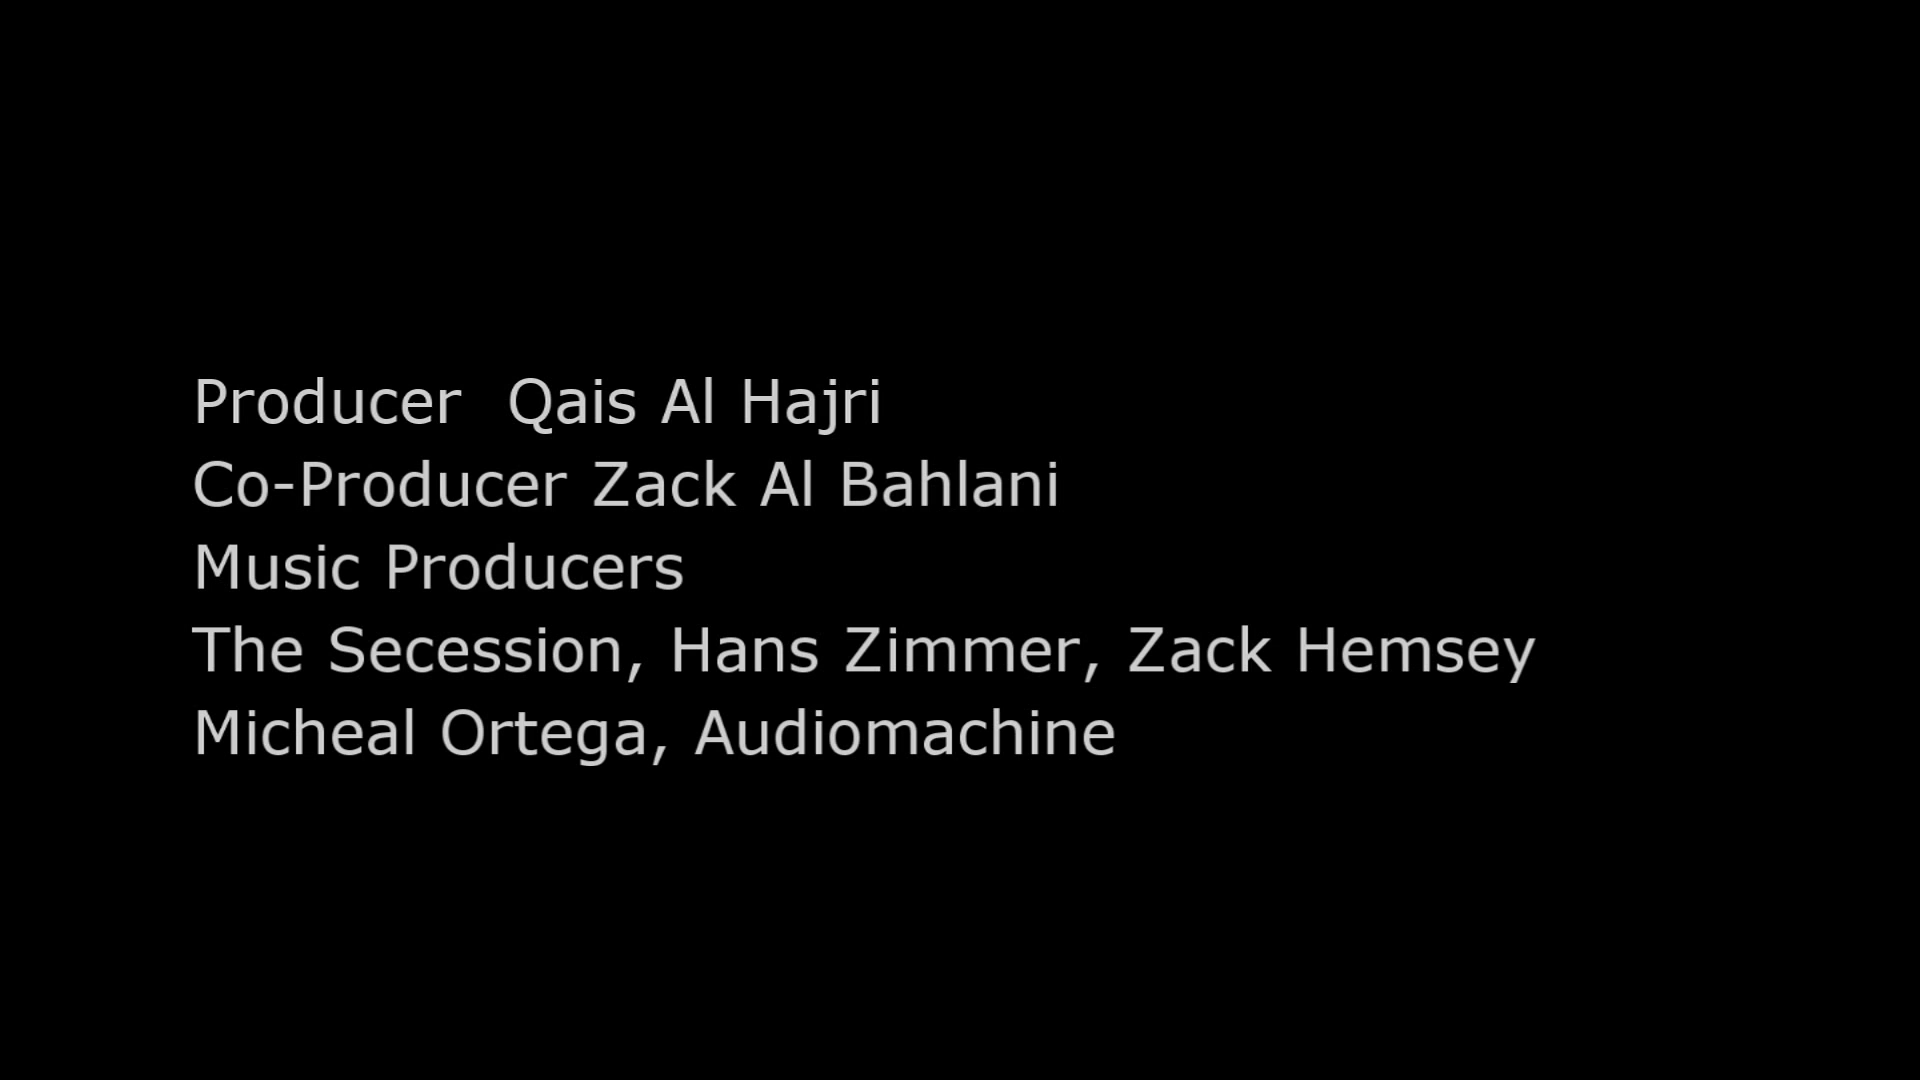 Producer  Qais Al Hajri
Co-Producer Zack Al Bahlani
Music Producers
The Secession, Hans Zimmer, Zack Hemsey
Micheal Ortega, Audiomachine